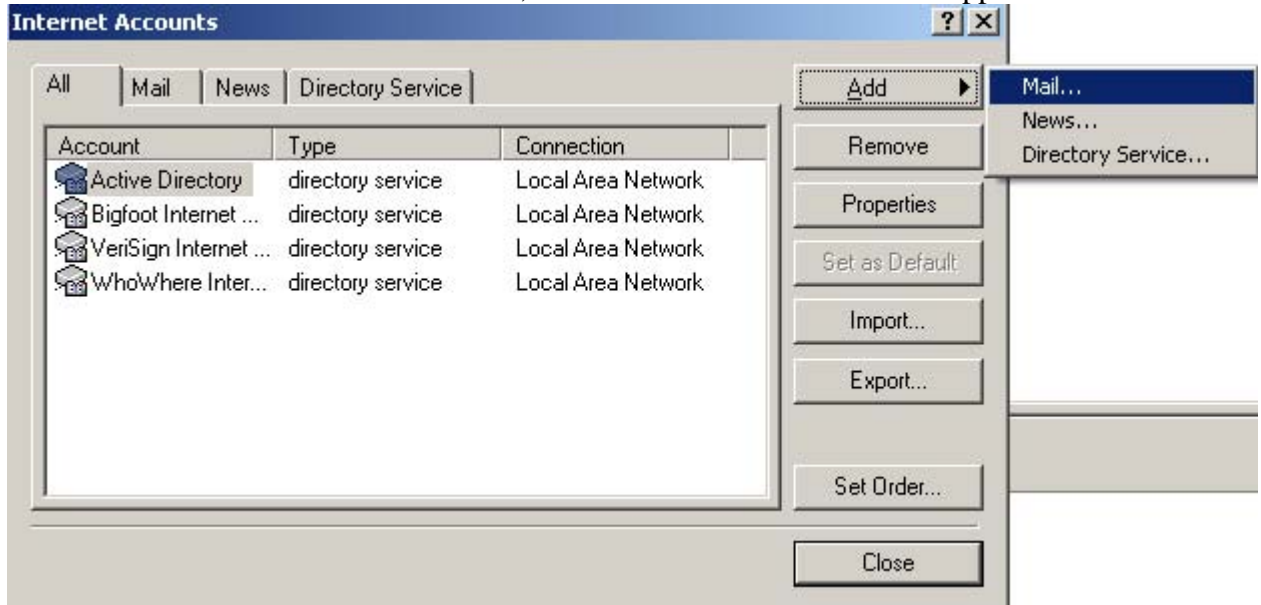 Internet Accounts
All Mail News Directory Service
Add
Mail...
News...
Directory Service...
Account Type Connection
Active Directory directory service Local Area Network
Bigfoot Internet ... directory service Local Area Network
VeriSign Internet ... directory service Local Area Network
WhoWhere Inter... directory service Local Area Network
Remove
Properties
Set as Default
Import...
Export...
Set Order...
Close